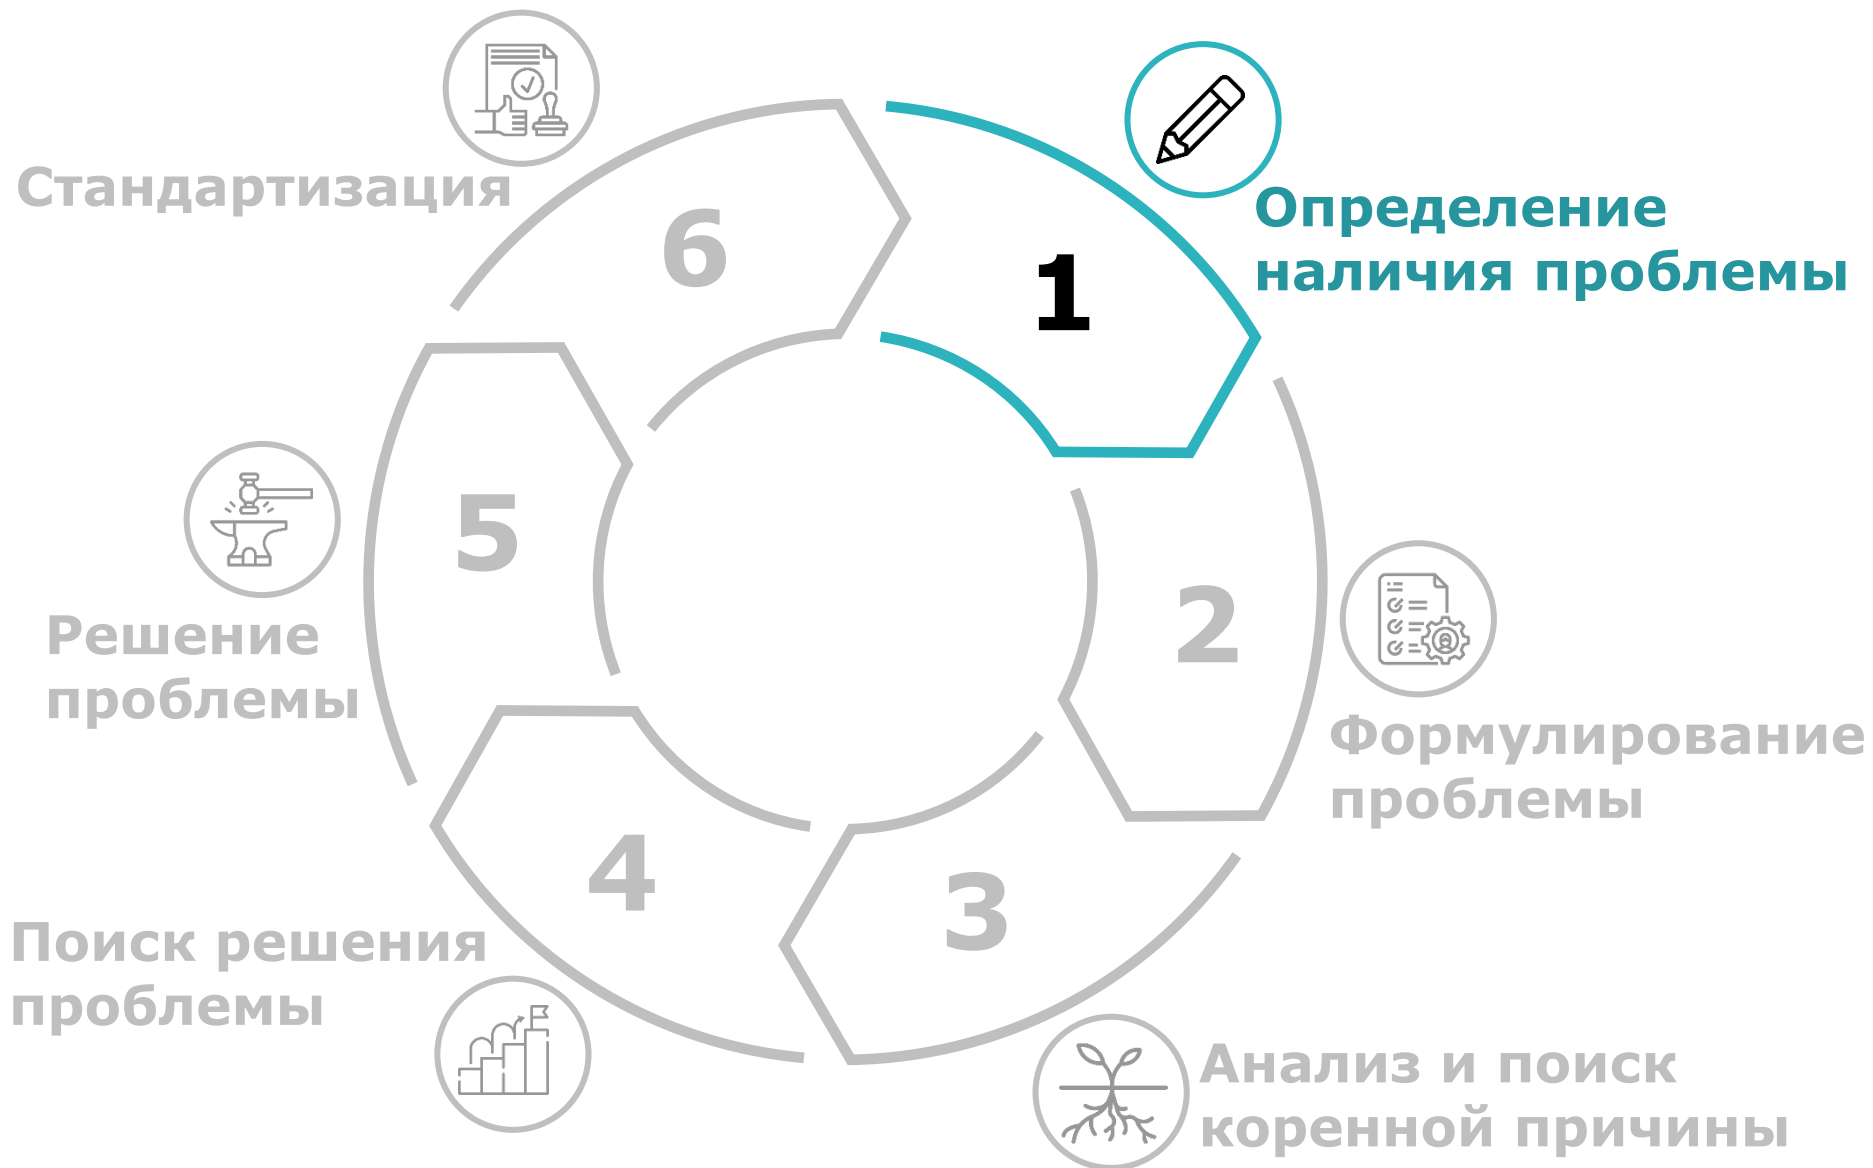 1
Определение
наличия проблемы
2
Формулирование
проблемы
3
Анализ и поиск
коренной причины
4
Поиск решения
проблемы
5
Решение
проблемы
6
Стандартизация